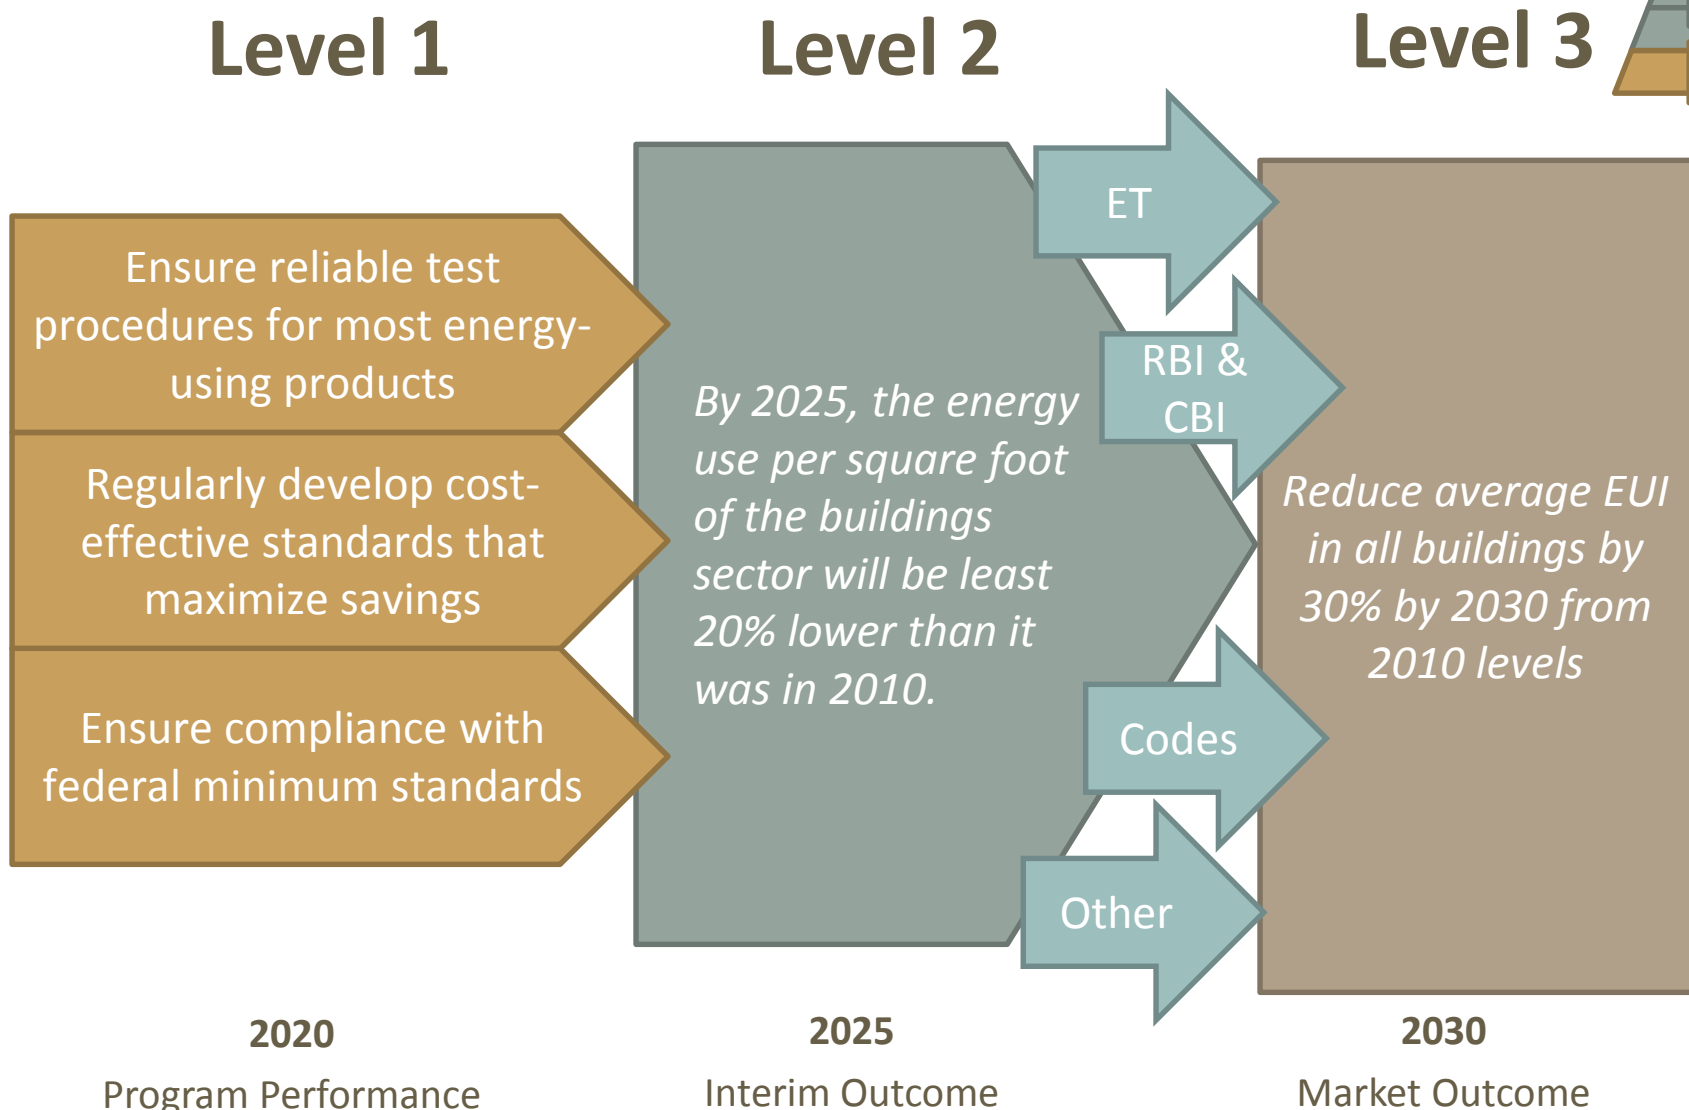 Level 1
Level 2
Level 3
Ensure reliable test
procedures for most energy-
using products
Regularly develop cost-
effective standards that
maximize savings
Ensure compliance with
federal minimum standards
By 2025, the energy
use per square foot
of the buildings
sector will be least
20% lower than it
was in 2010.
ET
RBI &
CBI
Codes
Other
Reduce average EUI
in all buildings by
30% by 2030 from
2010 levels
2020
Program Performance
2025
Interim Outcome
2030
Market Outcome